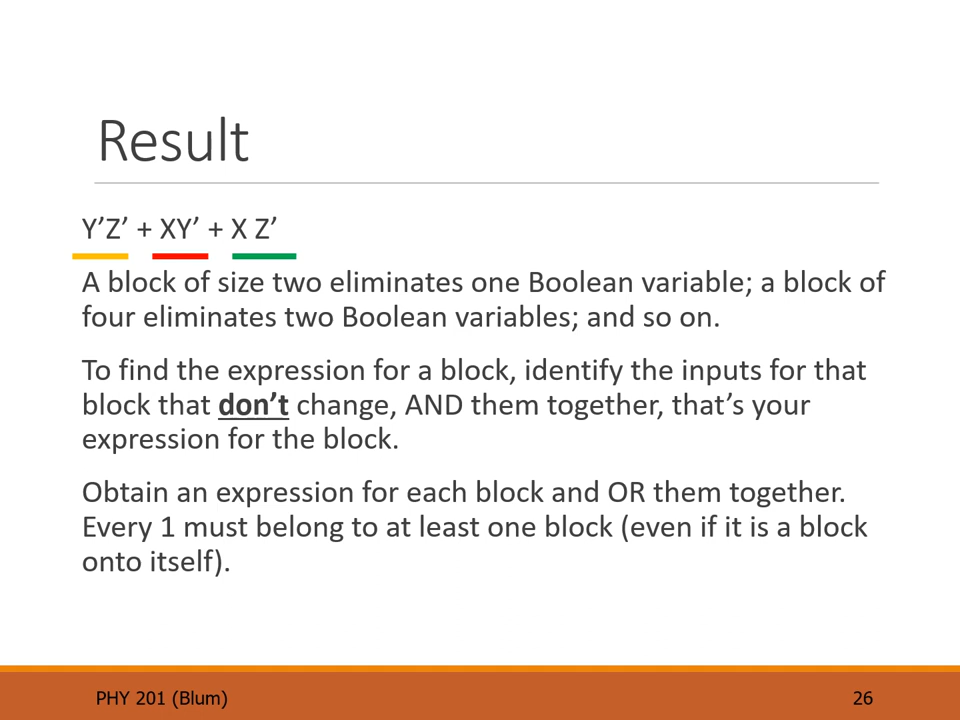 Result
Y’Z’ + XY’ + X Z’
A block of size two eliminates one Boolean variable; a block of
four eliminates two Boolean variables; and so on.
To find the expression for a block, identify the inputs for that
block that don’t change, AND them together, that’s your
expression for the block.
Obtain an expression for each block and OR them together.
Every 1 must belong to at least one block (even if it is a block
onto itself).
PHY 201 (Blum)
26